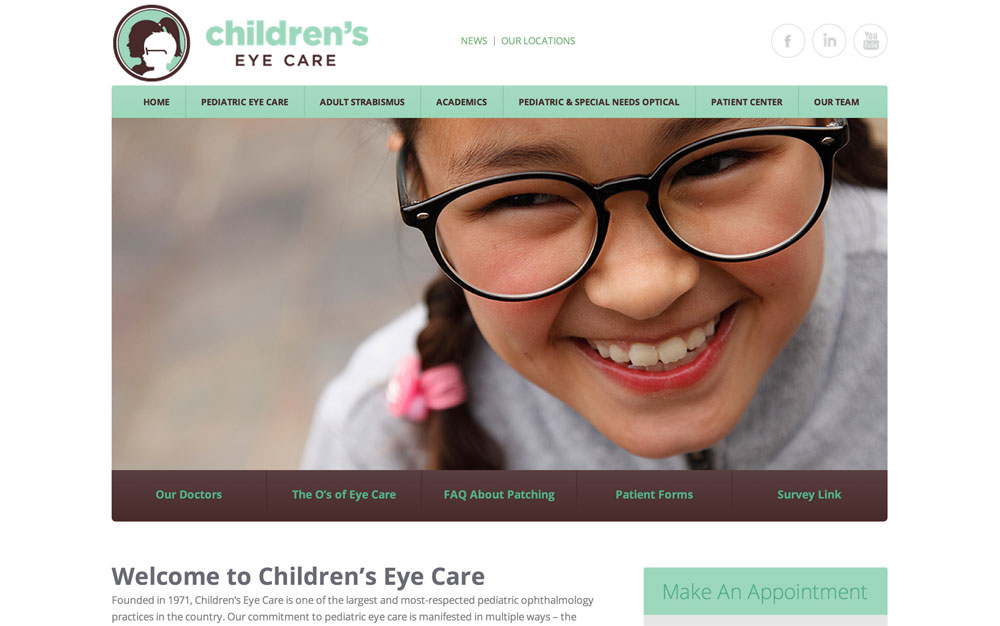 children's
EYE CARE
NEWS | OUR LOCATIONS
f
in
You
Tube
HOME
PEDIATRIC EYE CARE
ADULT STRABISMUS
ACADEMICS
PEDIATRIC & SPECIAL NEEDS OPTICAL
PATIENT CENTER
OUR TEAM
Our Doctors
The O's of Eye Care
FAQ About Patching
Patient Forms
Survey Link
Welcome to Children's Eye Care
Founded in 1971, Children's Eye Care is one of the largest and most-respected pediatric ophthalmology
practices in the country. Our commitment to pediatric eye care is manifested in multiple ways – the
Make An Appointment